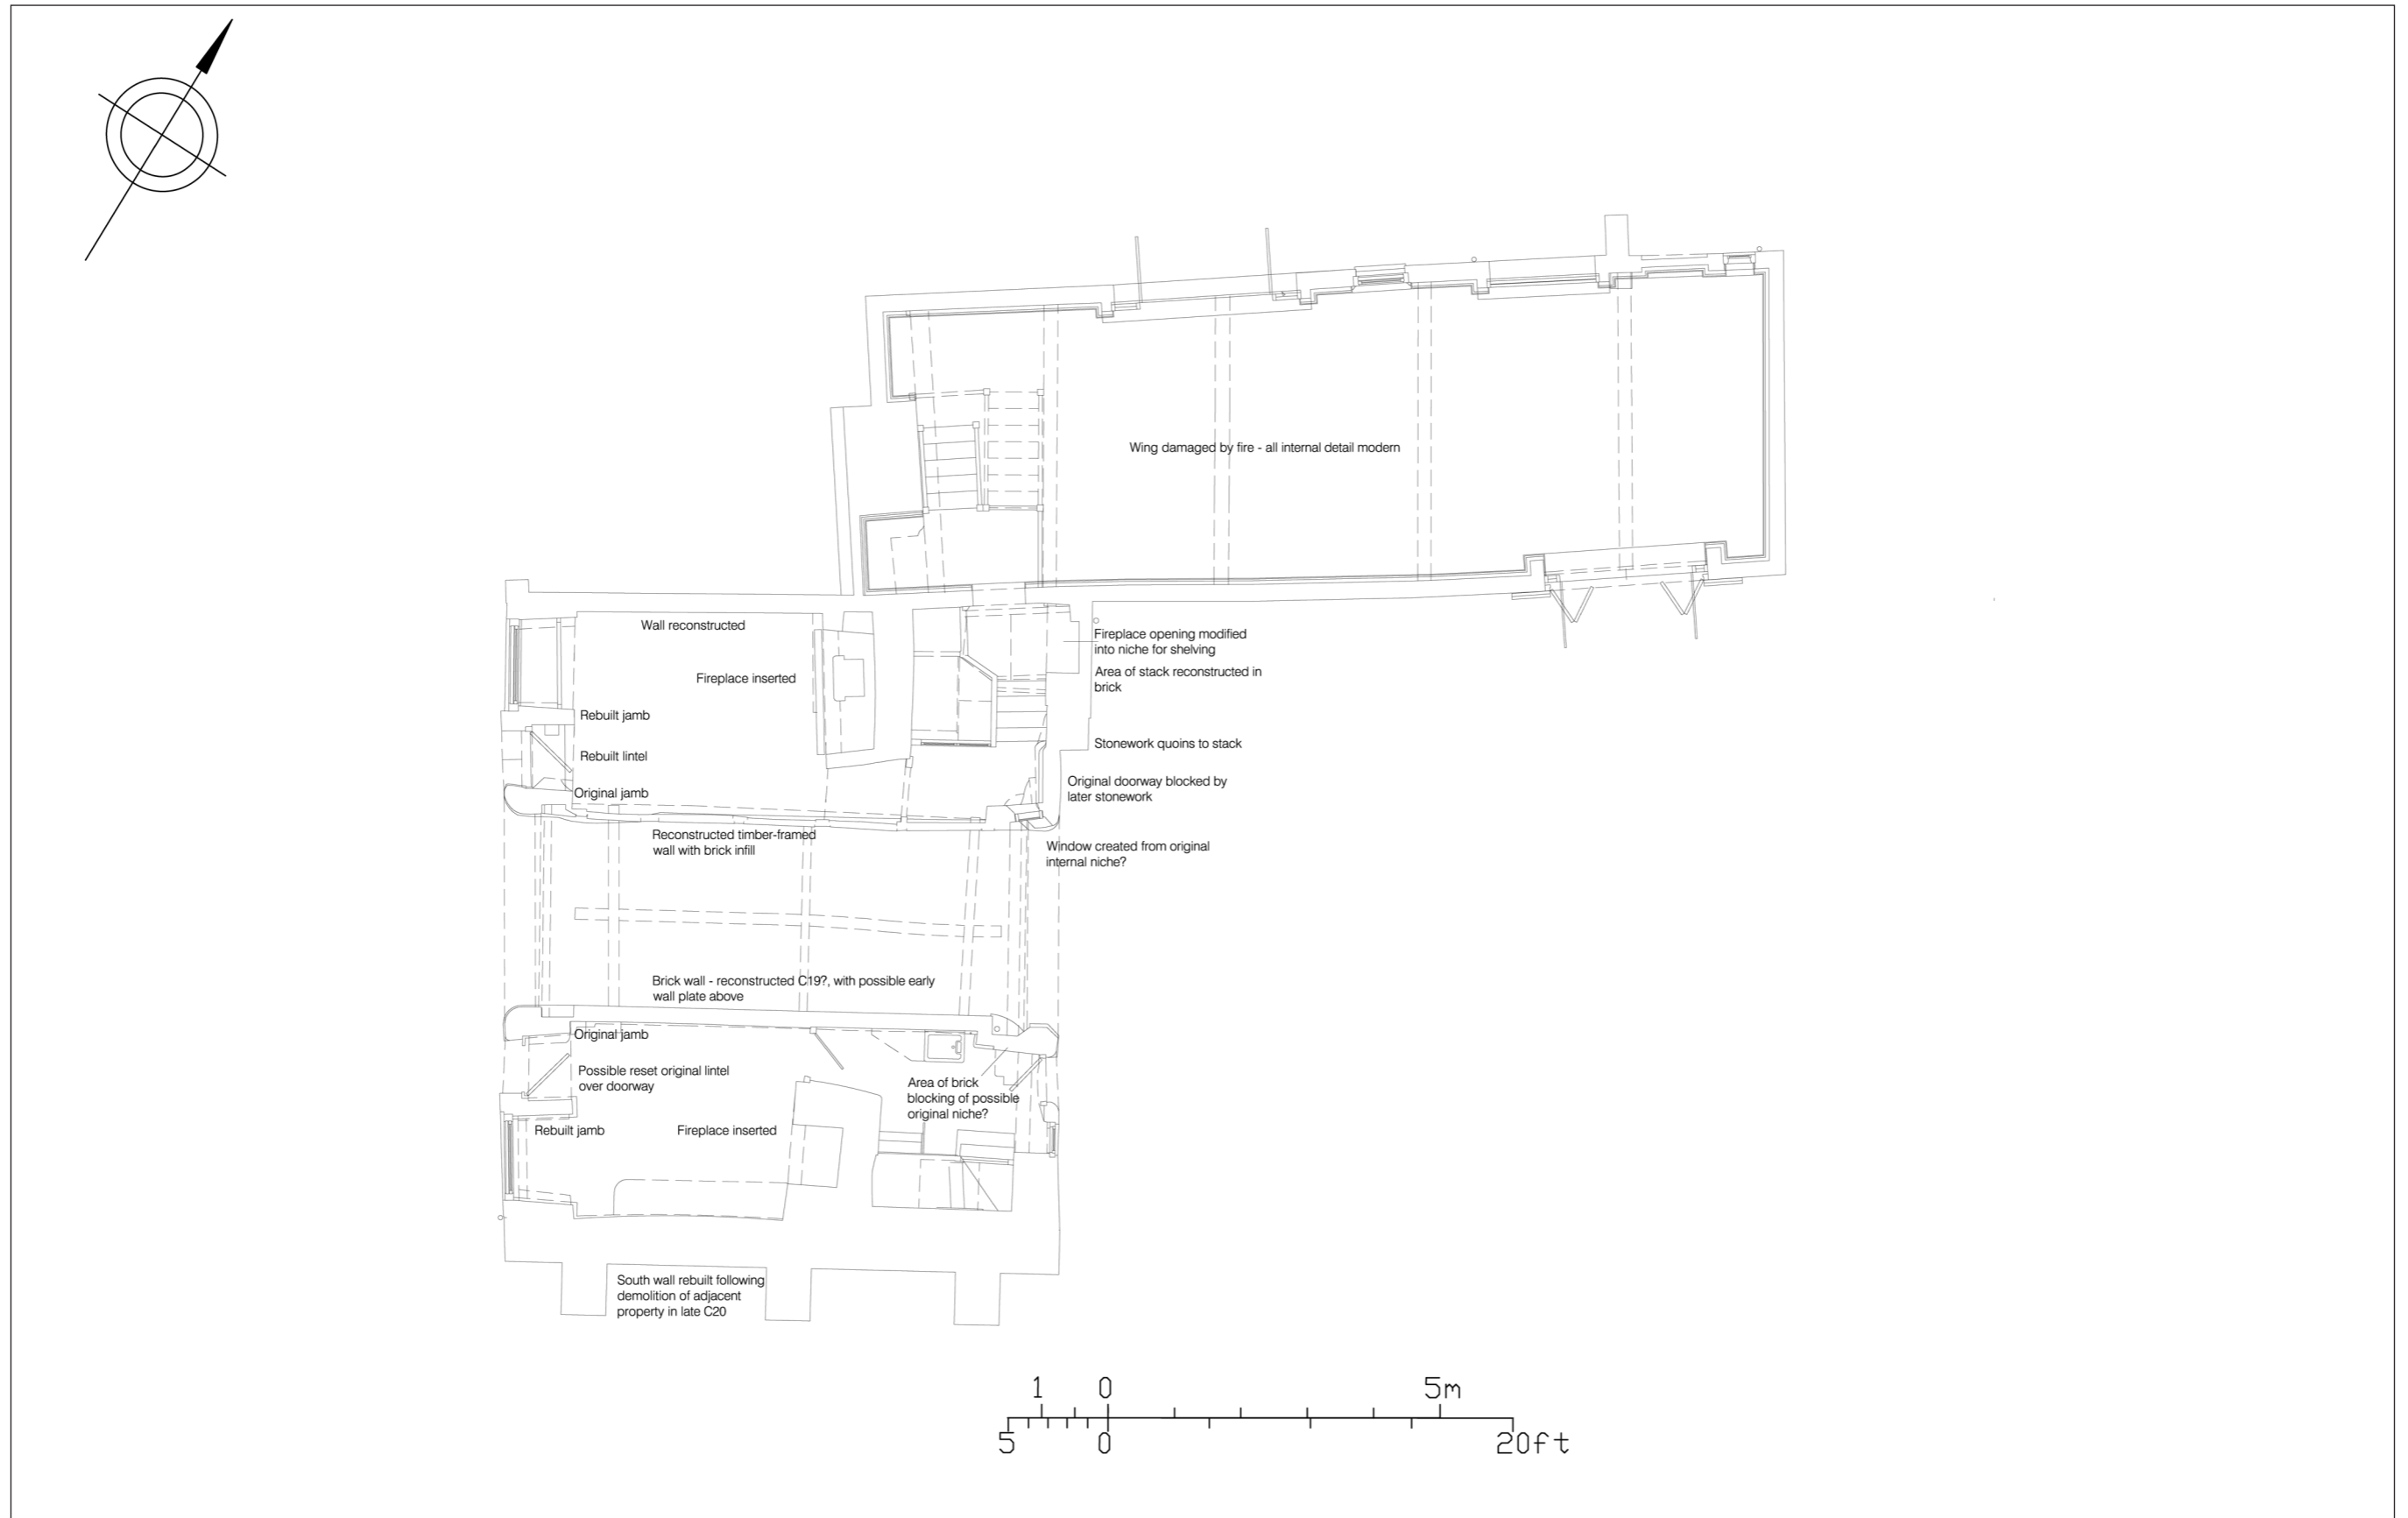 Wing damaged by fire - all internal detail modern
Wall reconstructed
Fireplace opening modified
into niche for shelving
Fireplace inserted
Area of stack reconstructed in
brick
Rebuilt jamb
Stonework quoins to stack
Rebuilt lintel
Original doorway blocked by
later stonework
Original jamb
Reconstructed timber-framed
wall with brick infill
Window created from original
internal niche?
Brick wall - reconstructed C19?, with possible early
wall plate above
Original jamb
Possible reset original lintel
over doorway
Area of brick
blocking of possible
original niche?
Rebuilt jamb
Fireplace inserted
South wall rebuilt following
demolition of adjacent
property in late C20
1 0 5m
5 0 20ft